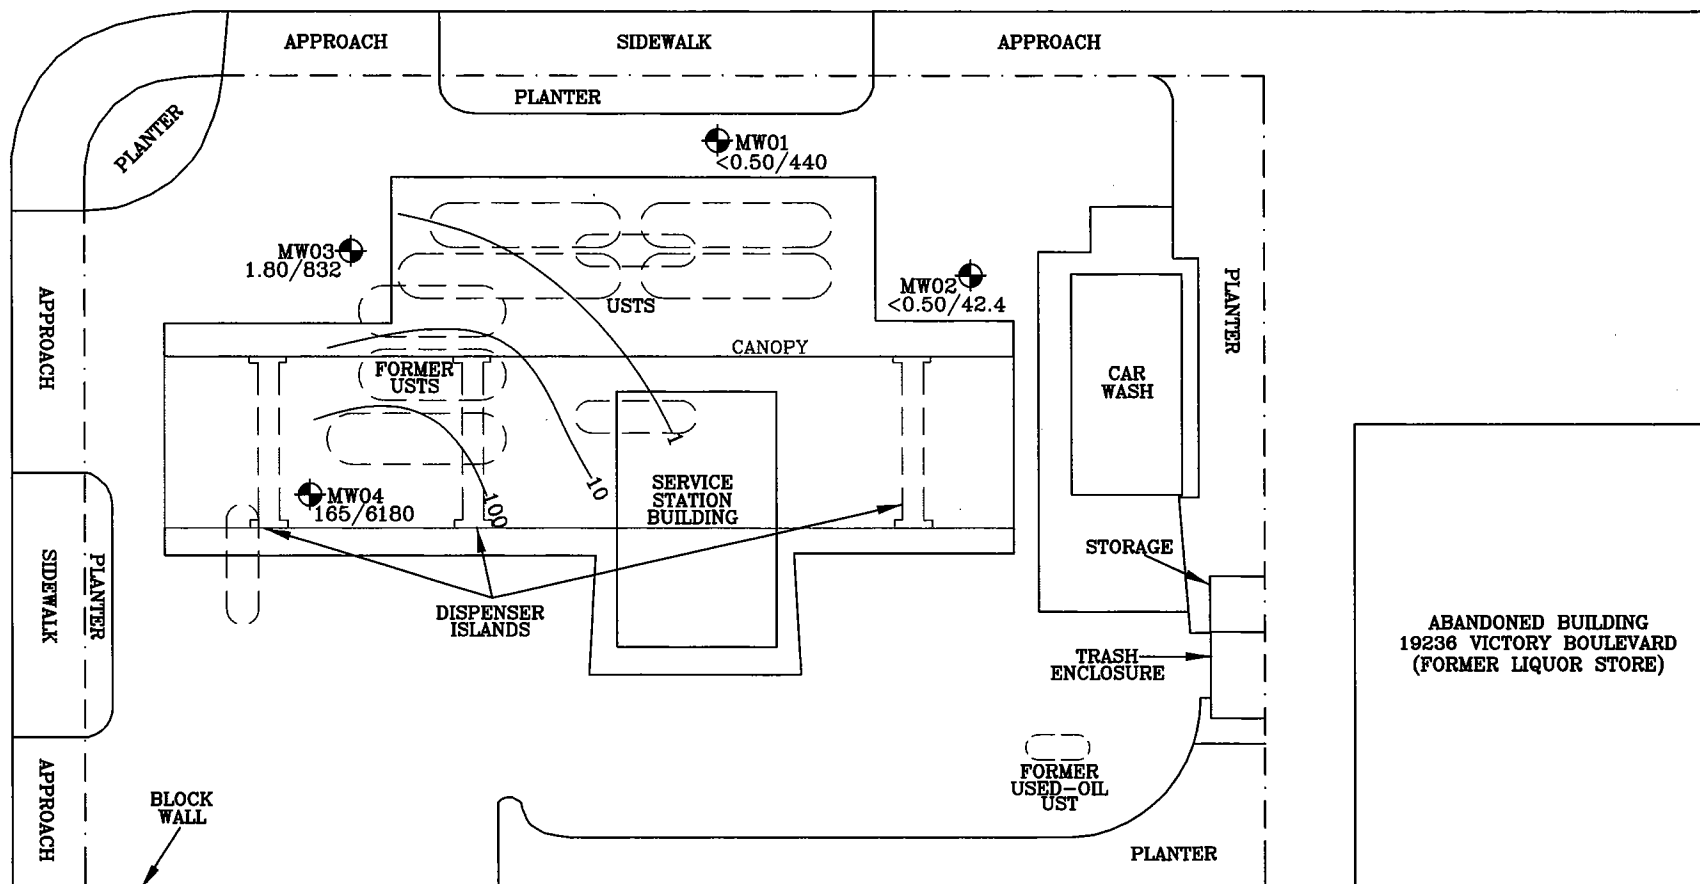 APPROACH
SIDEWALK
APPROACH
PLANTER
PLANTER
MW01
<0.50/440
MW03
1.80/832
MW02
<0.50/42.4
USTS
CANOPY
APPROACH
PLANTER
FORMER
USTS
CAR
WASH
1
10
100
MW04
165/6180
SERVICE
STATION
BUILDING
SIDEWALK
PLANTER
STORAGE
DISPENSER
ISLANDS
TRASH
ENCLOSURE
ABANDONED BUILDING
19236 VICTORY BOULEVARD
(FORMER LIQUOR STORE)
APPROACH
BLOCK
WALL
FORMER
USED-OIL
UST
PLANTER